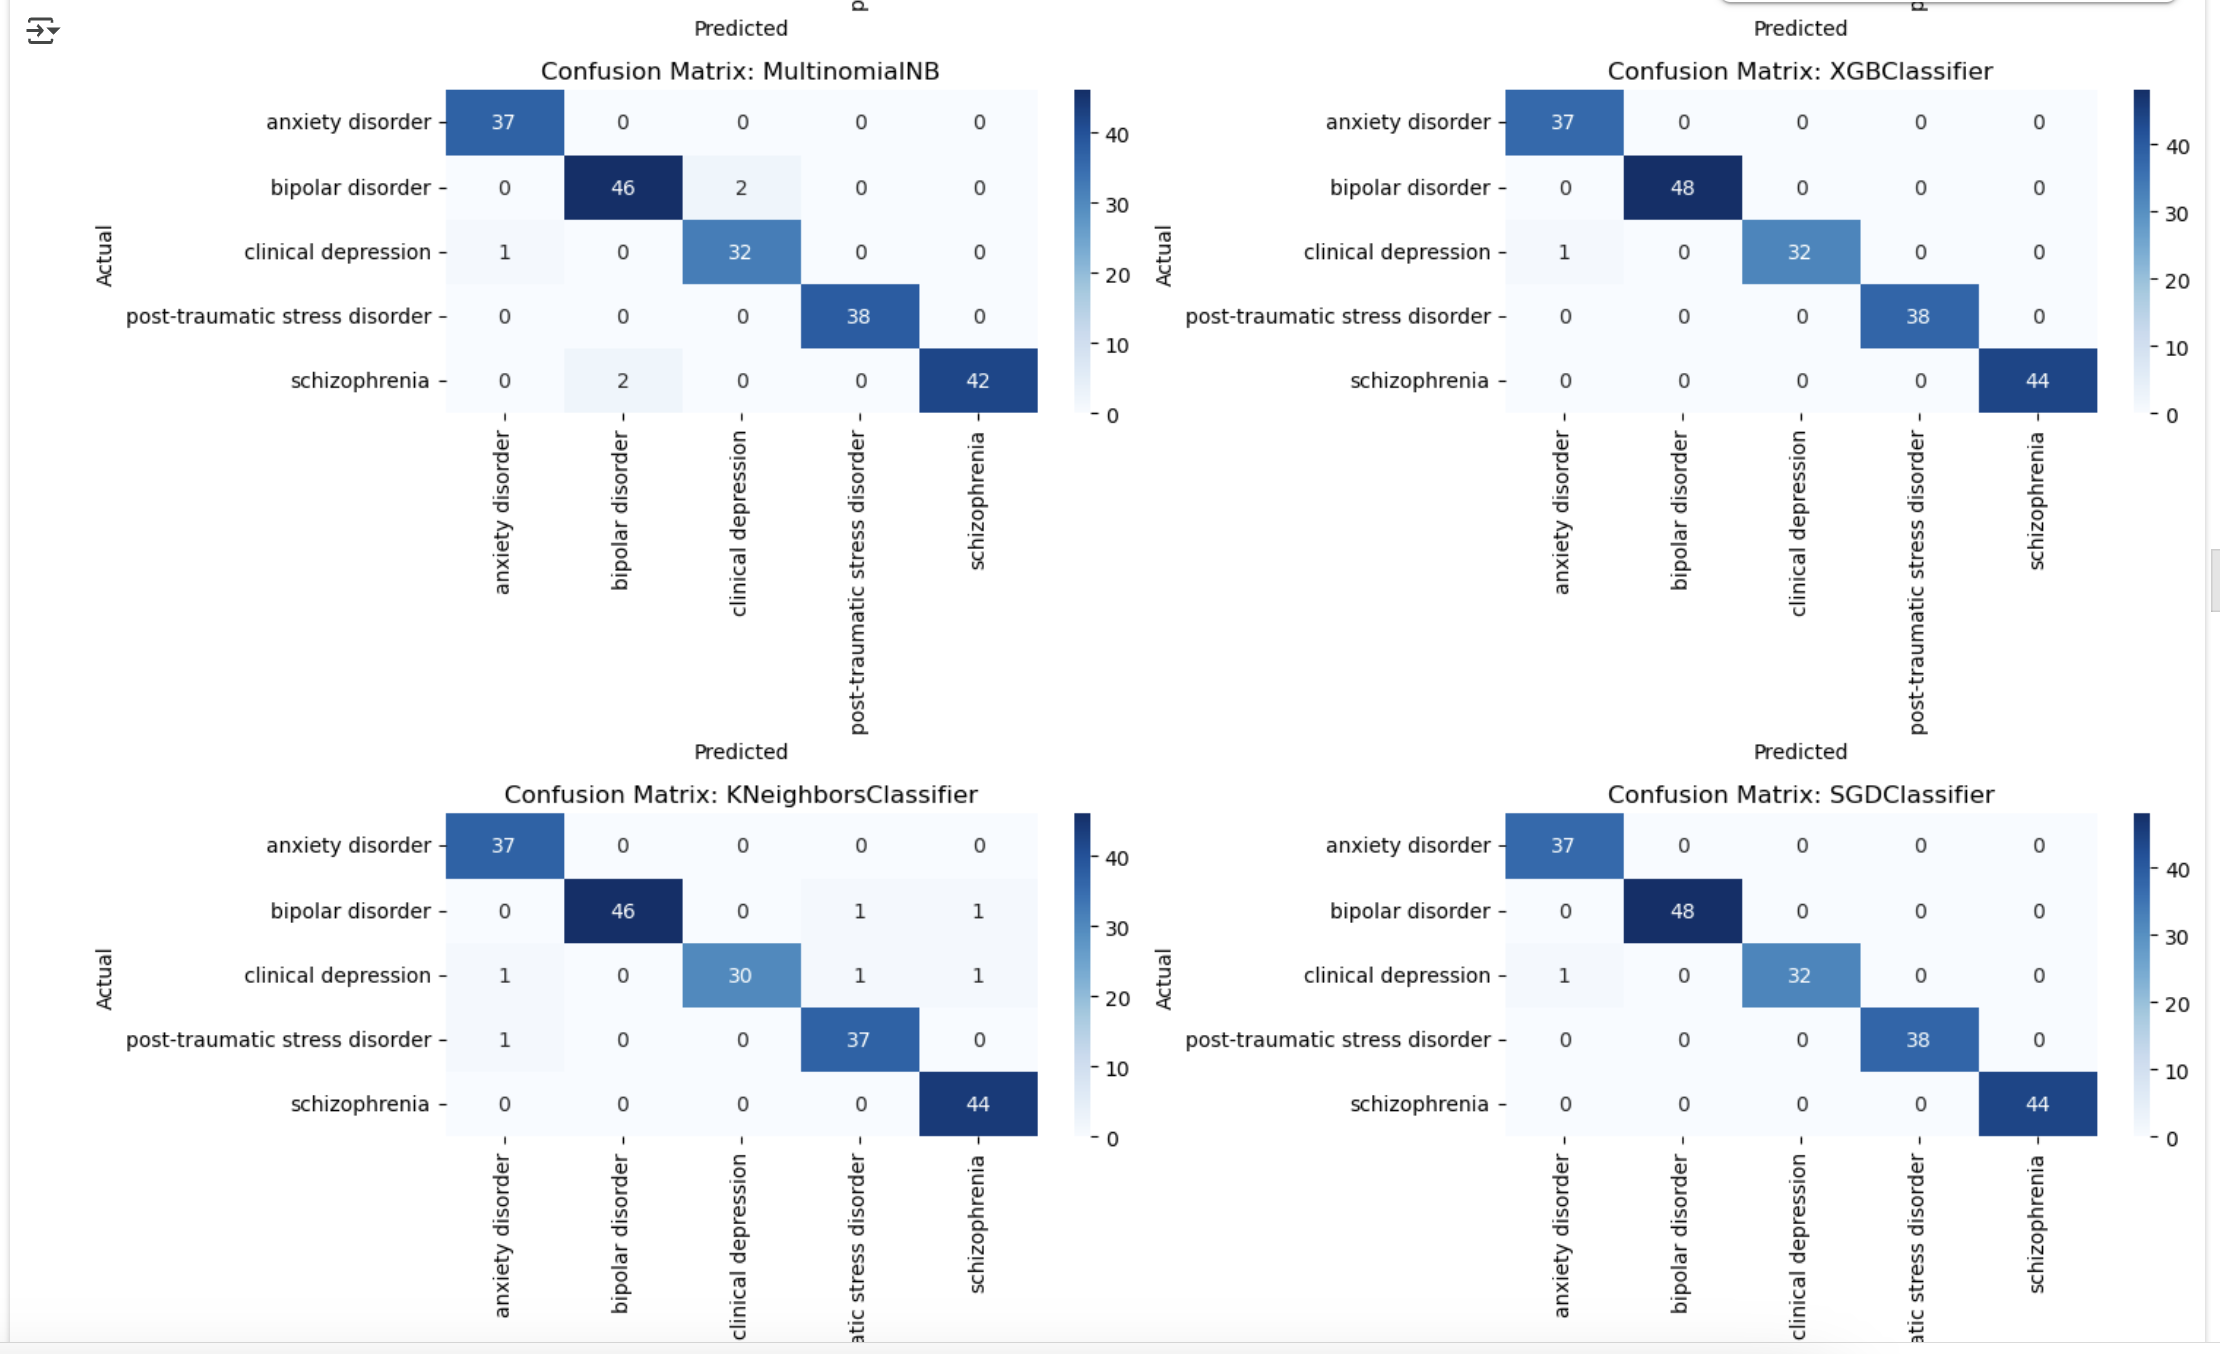 p
Predicted
Confusion Matrix: MultinomialNB
Actual
anxiety disorder 37 0 0 0 0
bipolar disorder 0 46 2 0 0
clinical depression 1 0 32 0 0
post-traumatic stress disorder 0 0 0 38 0
schizophrenia 0 2 0 0 42
40
30
20
10
0
anxiety disorder
bipolar disorder
clinical depression
post-traumatic stress disorder
schizophrenia
Predicted
p
Predicted
Confusion Matrix: XGBClassifier
Actual
anxiety disorder 37 0 0 0 0
bipolar disorder 0 48 0 0 0
clinical depression 1 0 32 0 0
post-traumatic stress disorder 0 0 0 38 0
schizophrenia 0 0 0 0 44
40
30
20
10
0
anxiety disorder
bipolar disorder
clinical depression
post-traumatic stress disorder
schizophrenia
Predicted
Confusion Matrix: KNeighborsClassifier
Actual
anxiety disorder 37 0 0 0 0
bipolar disorder 0 46 0 1 1
clinical depression 1 0 30 1 1
post-traumatic stress disorder 1 0 0 37 0
schizophrenia 0 0 0 0 44
40
30
20
10
0
anxiety disorder
bipolar disorder
clinical depression
atic stress disorder
schizophrenia
Confusion Matrix: SGDClassifier
Actual
anxiety disorder 37 0 0 0 0
bipolar disorder 0 48 0 0 0
clinical depression 1 0 32 0 0
post-traumatic stress disorder 0 0 0 38 0
schizophrenia 0 0 0 0 44
40
30
20
10
0
anxiety disorder
bipolar disorder
clinical depression
atic stress disorder
schizophrenia